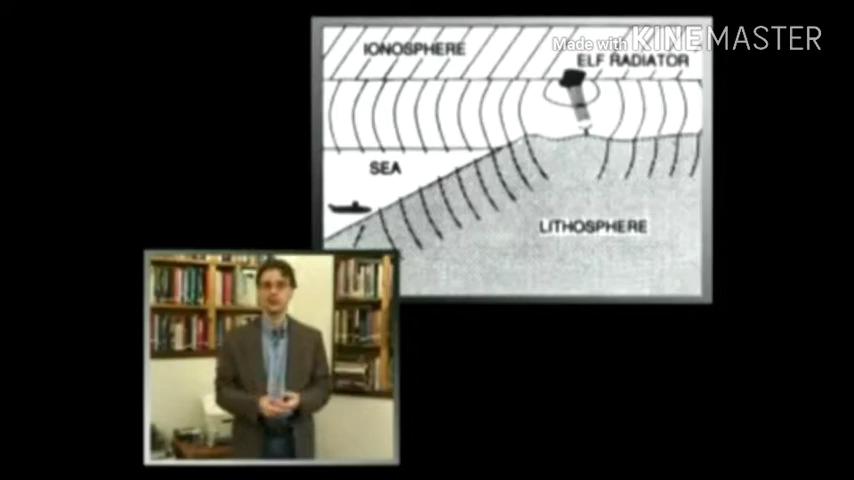 Made with KINEMASTER
IONOSPHERE
ELF RADIATOR
SEA
LITHOSPHERE